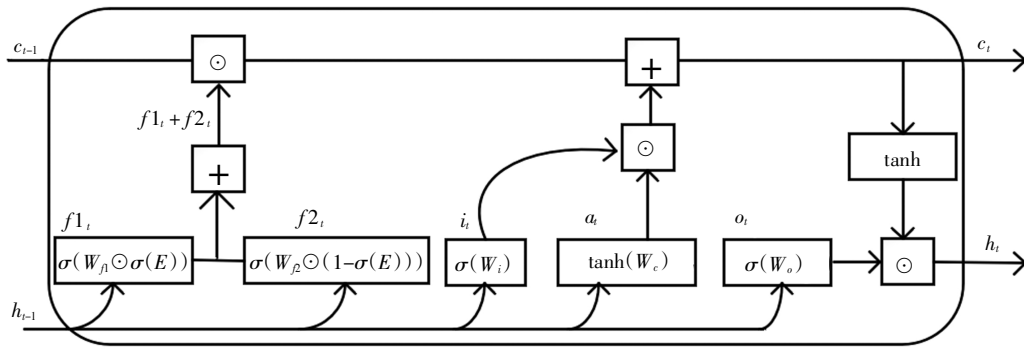 c_{t-1} ⊙ + c_t
f1_t+f2_t
+ ⊙ tanh
f1_t f2_t i_t a_t o_t
σ(W_{f1}⊙σ(E)) σ(W_{f2}⊙(1-σ(E))) σ(W_i) tanh(W_c) σ(W_o) ⊙ h_t
h_{t-1}